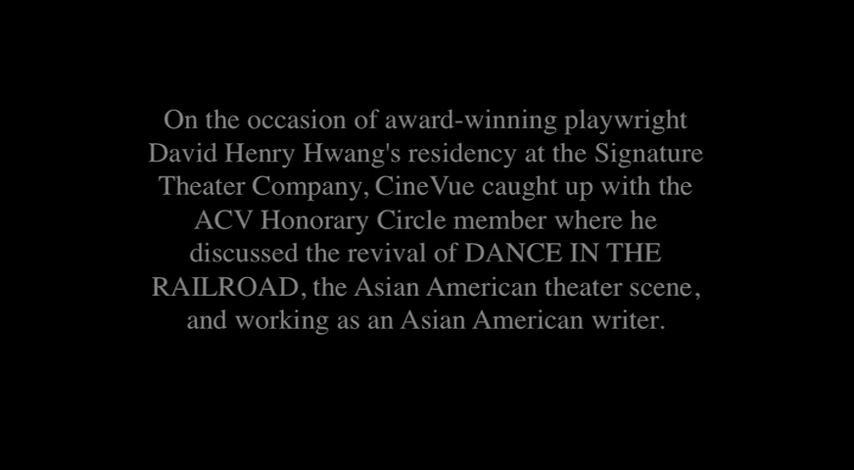 On the occasion of award-winning playwright
David Henry Hwang's residency at the Signature
Theater Company, CineVue caught up with the
ACV Honorary Circle member where he
discussed the revival of DANCE IN THE
RAILROAD, the Asian American theater scene,
and working as an Asian American writer.